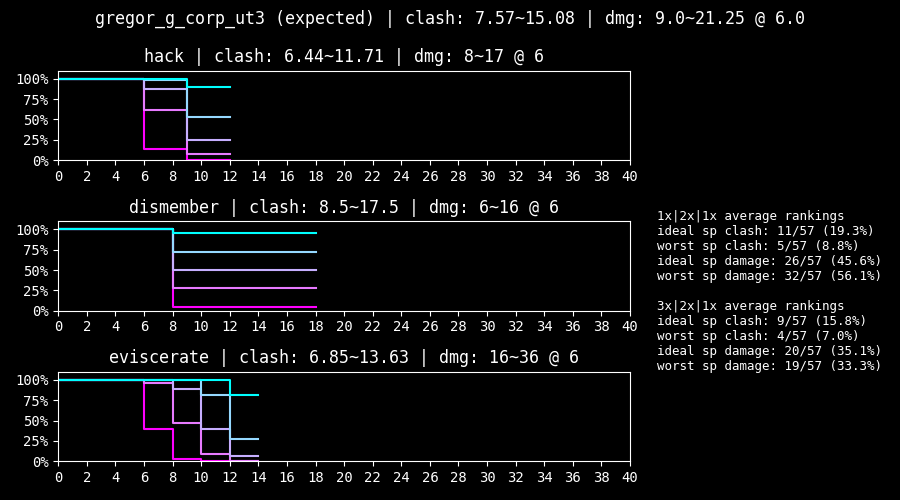 gregor_g_corp_ut3 (expected) | clash: 7.57~15.08 | dmg: 9.0~21.25 @ 6.0
hack | clash: 6.44~11.71 | dmg: 8~17 @ 6
100%
75%
50%
25%
0%
0 2 4 6 8 10 12 14 16 18 20 22 24 26 28 30 32 34 36 38 40
dismember | clash: 8.5~17.5 | dmg: 6~16 @ 6
100%
75%
50%
25%
0%
0 2 4 6 8 10 12 14 16 18 20 22 24 26 28 30 32 34 36 38 40
eviscerate | clash: 6.85~13.63 | dmg: 16~36 @ 6
100%
75%
50%
25%
0%
0 2 4 6 8 10 12 14 16 18 20 22 24 26 28 30 32 34 36 38 40
1x|2x|1x average rankings
ideal sp clash: 11/57 (19.3%)
worst sp clash: 5/57 (8.8%)
ideal sp damage: 26/57 (45.6%)
worst sp damage: 32/57 (56.1%)
3x|2x|1x average rankings
ideal sp clash: 9/57 (15.8%)
worst sp clash: 4/57 (7.0%)
ideal sp damage: 20/57 (35.1%)
worst sp damage: 19/57 (33.3%)